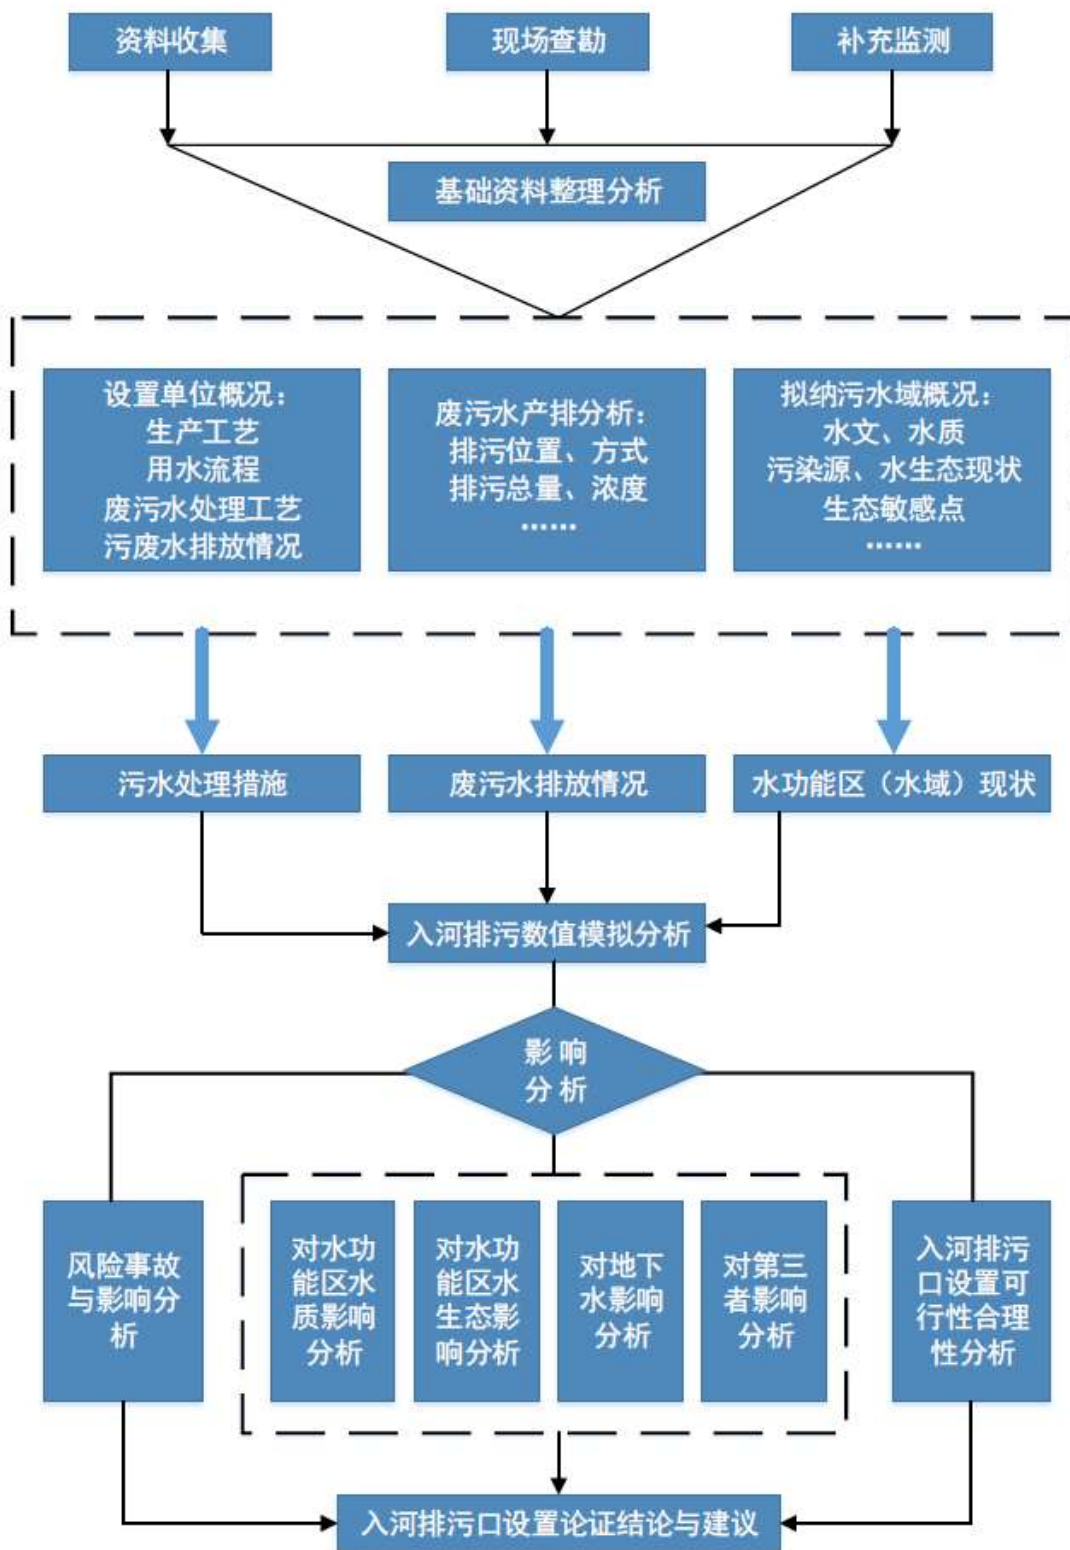 资料收集
现场查勘
补充监测
基础资料整理分析
设置单位概况：
生产工艺
用水流程
废污水处理工艺
污废水排放情况
废污水产排分析：
排污位置、方式
排污总量、浓度
……
拟纳污水域概况：
水文、水质
污染源、水生态现状
生态敏感点
……
污水处理措施
废污水排放情况
水功能区（水域）现状
入河排污数值模拟分析
影 响
分 析
风险事故
与影响分
析
对水功
能区水
质影响
分析
对水功
能区水
生态影
响分析
对地下
水影响
分析
对第三
者影响
分析
入河排污
口设置可
行性合理
性分析
入河排污口设置论证结论与建议